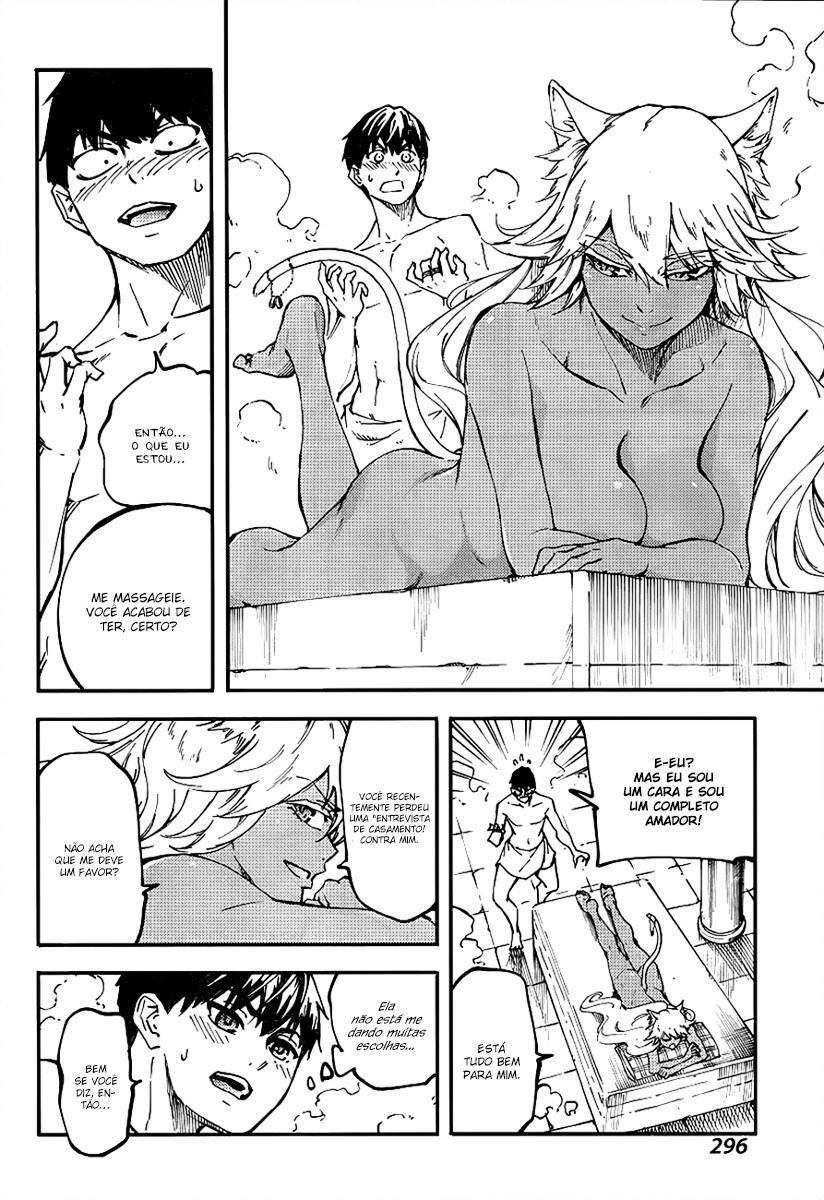 ENTÃO...
O QUE EU
ESTOU...
ME MASSAGEIE.
VOCÊ ACABOU DE
TER, CERTO?
E-EU?
MAS EU SOU
UM CARA E SOU
UM COMPLETO
AMADOR!
ESTÁ
TUDO BEM
PARA MIM.
VOCÊ RECEN-
TEMENTE PERDEU
UMA "ENTREVISTA
DE CASAMENTO!
CONTRA MIM.
NÃO ACHA
QUE ME DEVE
UM FAVOR?
Ela
não está me
dando muitas
escolhas...
BEM
SE VOCÊ
DIZ, EN-
TÃO...
296